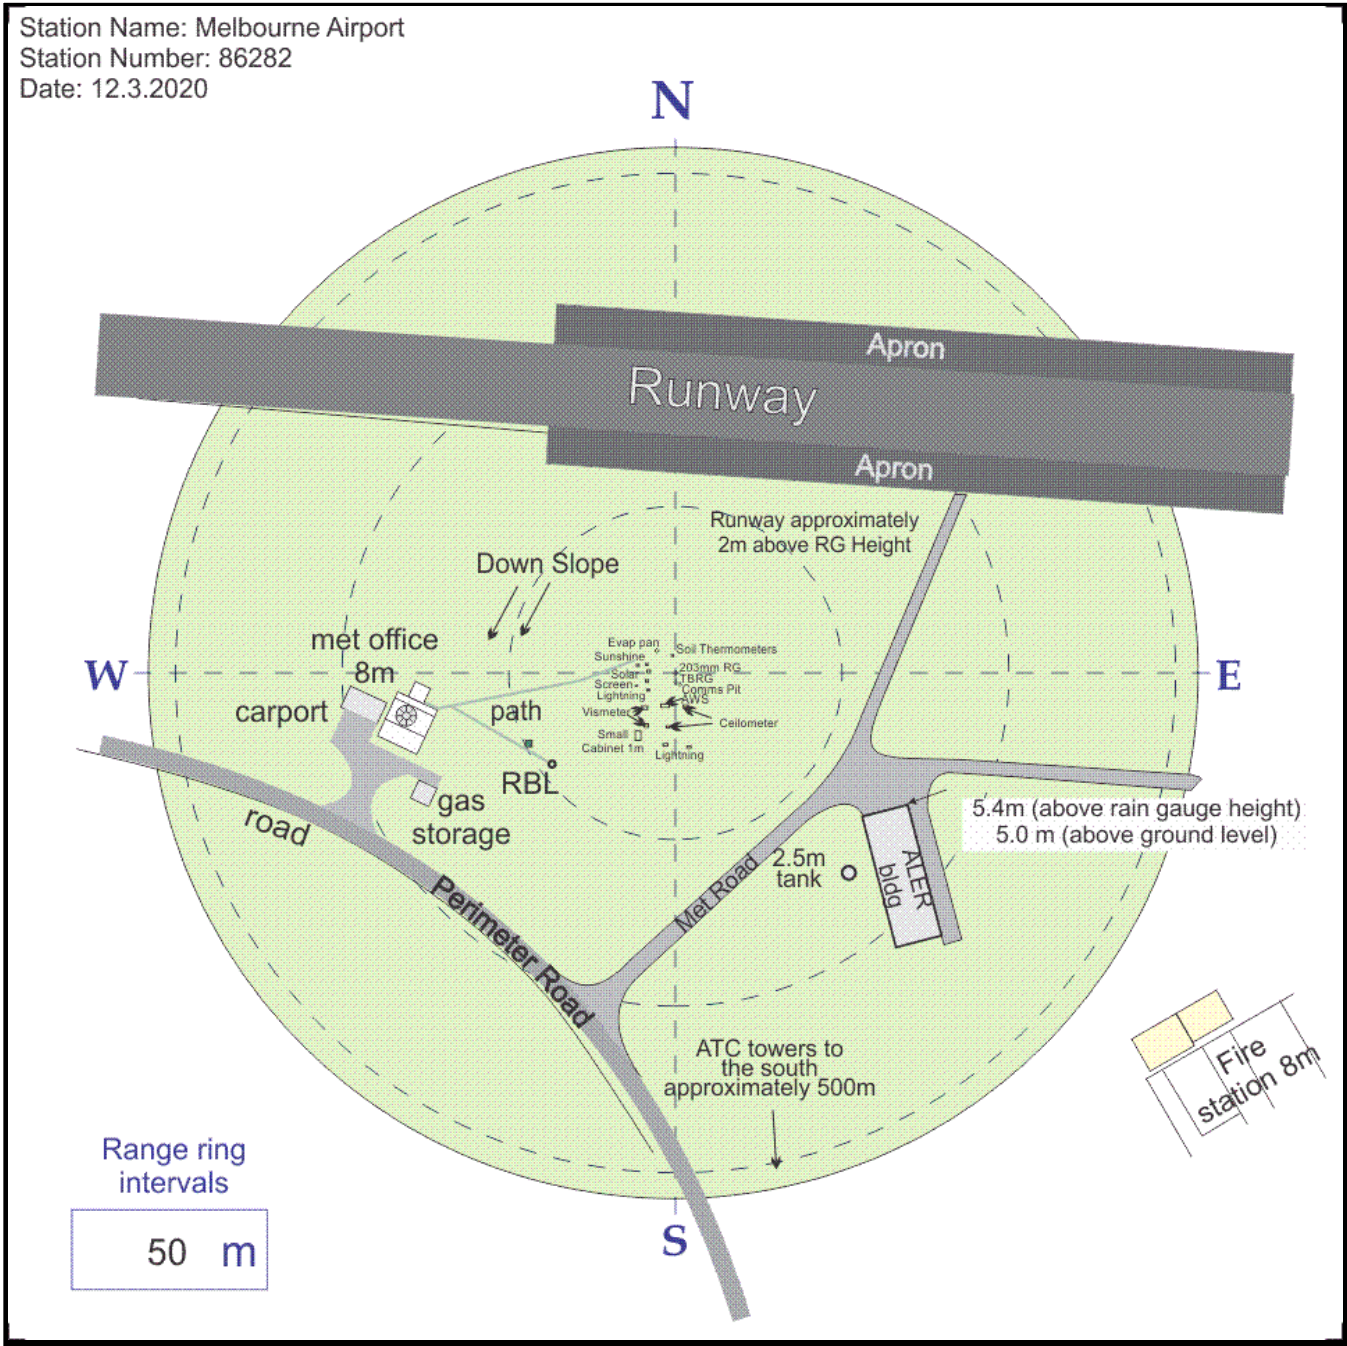 Station Name: Melbourne Airport
Station Number: 86282
Date: 12.3.2020
N
Apron
Runway
Apron
Runway approximately
2m above RG Height
Down Slope
met office
8m
Evap pan
Soil Thermometers
Sunshine
203mm RG
Solar
TBRG
Screen
Comms Pit
Lightning
AWS
W
E
carport
path
Vismeter
Ceilometer
Small
Cabinet 1m
Lightning
RBL
gas
storage
road
5.4m (above rain gauge height)
5.0 m (above ground level)
2.5m
tank
ALER
bldg
Met Road
Perimeter Road
ATC towers to
the south
approximately 500m
Fire
station 8m
Range ring
intervals
50 m
S